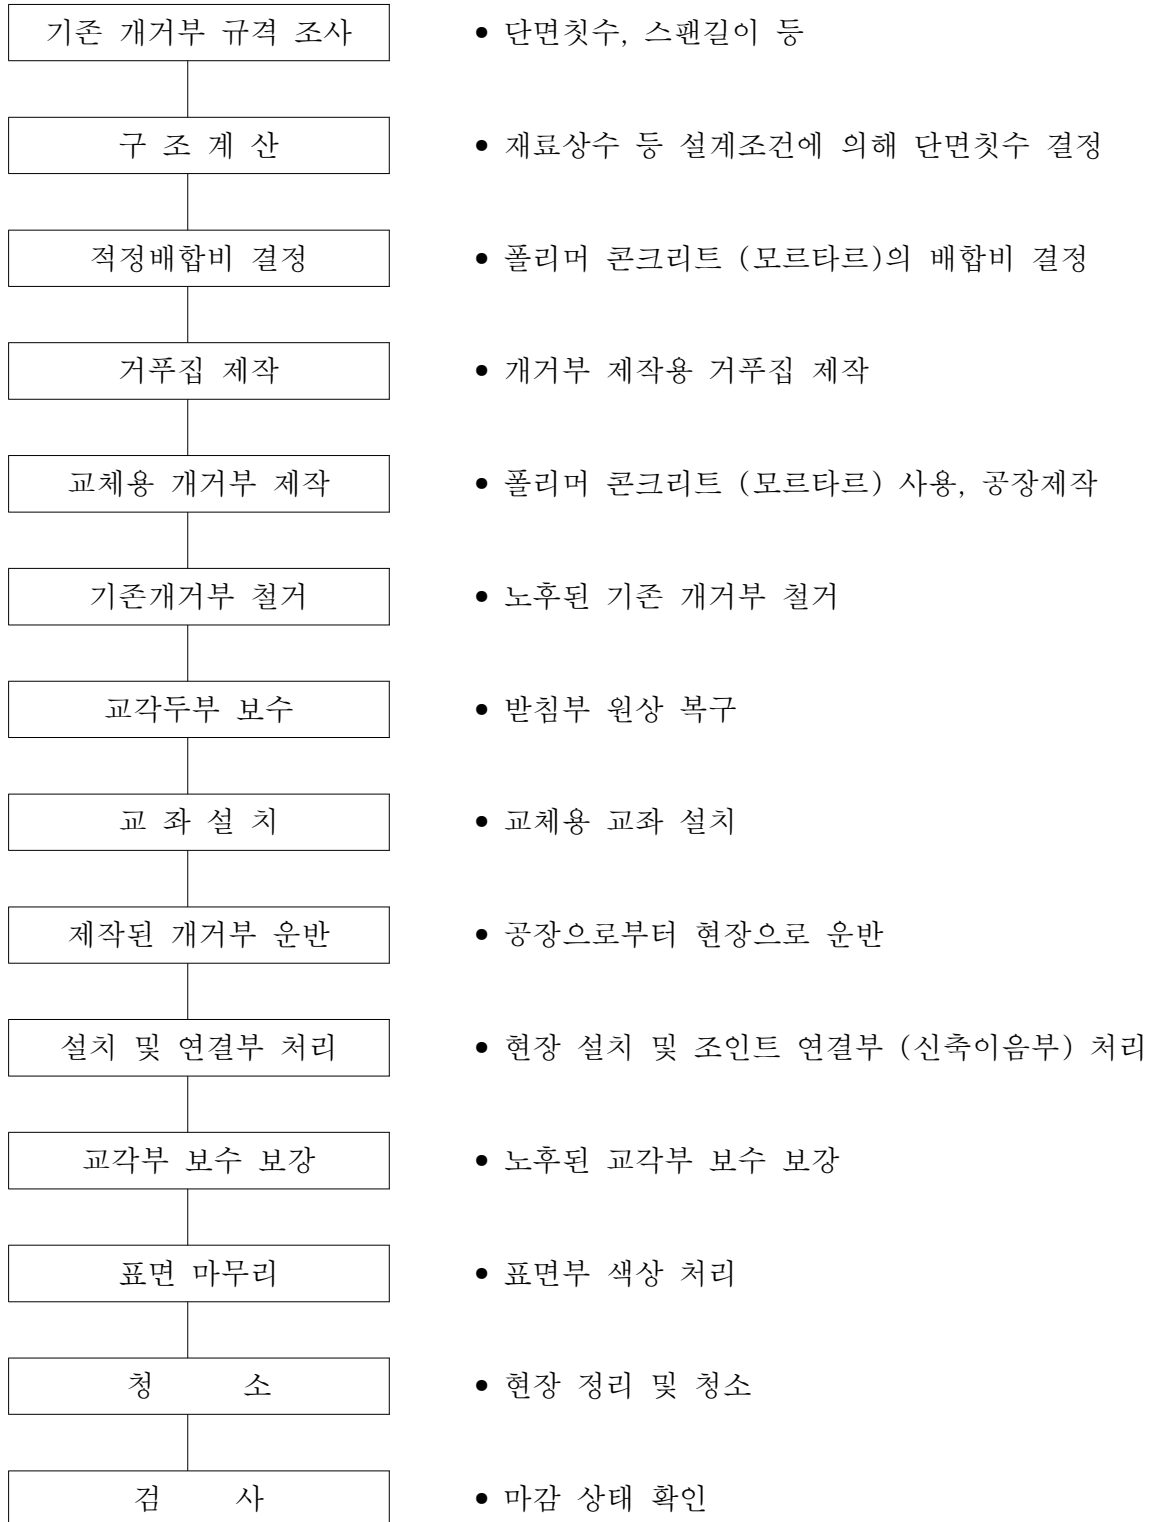 기존 개거부 규격 조사 • 단면칫수, 스팬길이 등
구 조 계 산 • 재료상수 등 설계조건에 의해 단면칫수 결정
적정배합비 결정 • 폴리머 콘크리트 (모르타르)의 배합비 결정
거푸집 제작 • 개거부 제작용 거푸집 제작
교체용 개거부 제작 • 폴리머 콘크리트 (모르타르) 사용, 공장제작
기존개거부 철거 • 노후된 기존 개거부 철거
교각두부 보수 • 받침부 원상 복구
교 좌 설 치 • 교체용 교좌 설치
제작된 개거부 운반 • 공장으로부터 현장으로 운반
설치 및 연결부 처리 • 현장 설치 및 조인트 연결부 (신축이음부) 처리
교각부 보수 보강 • 노후된 교각부 보수 보강
표면 마무리 • 표면부 색상 처리
청 소 • 현장 정리 및 청소
검 사 • 마감 상태 확인